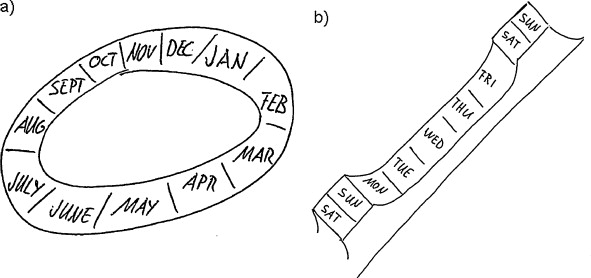 a)
JAN
FEB
MAR
APR
MAY
JUNE
JULY
AUG
SEPT
OCT
NOV
DEC
b)
SUN
SAT
FRI
THU
WED
TUE
MON
SUN
SAT